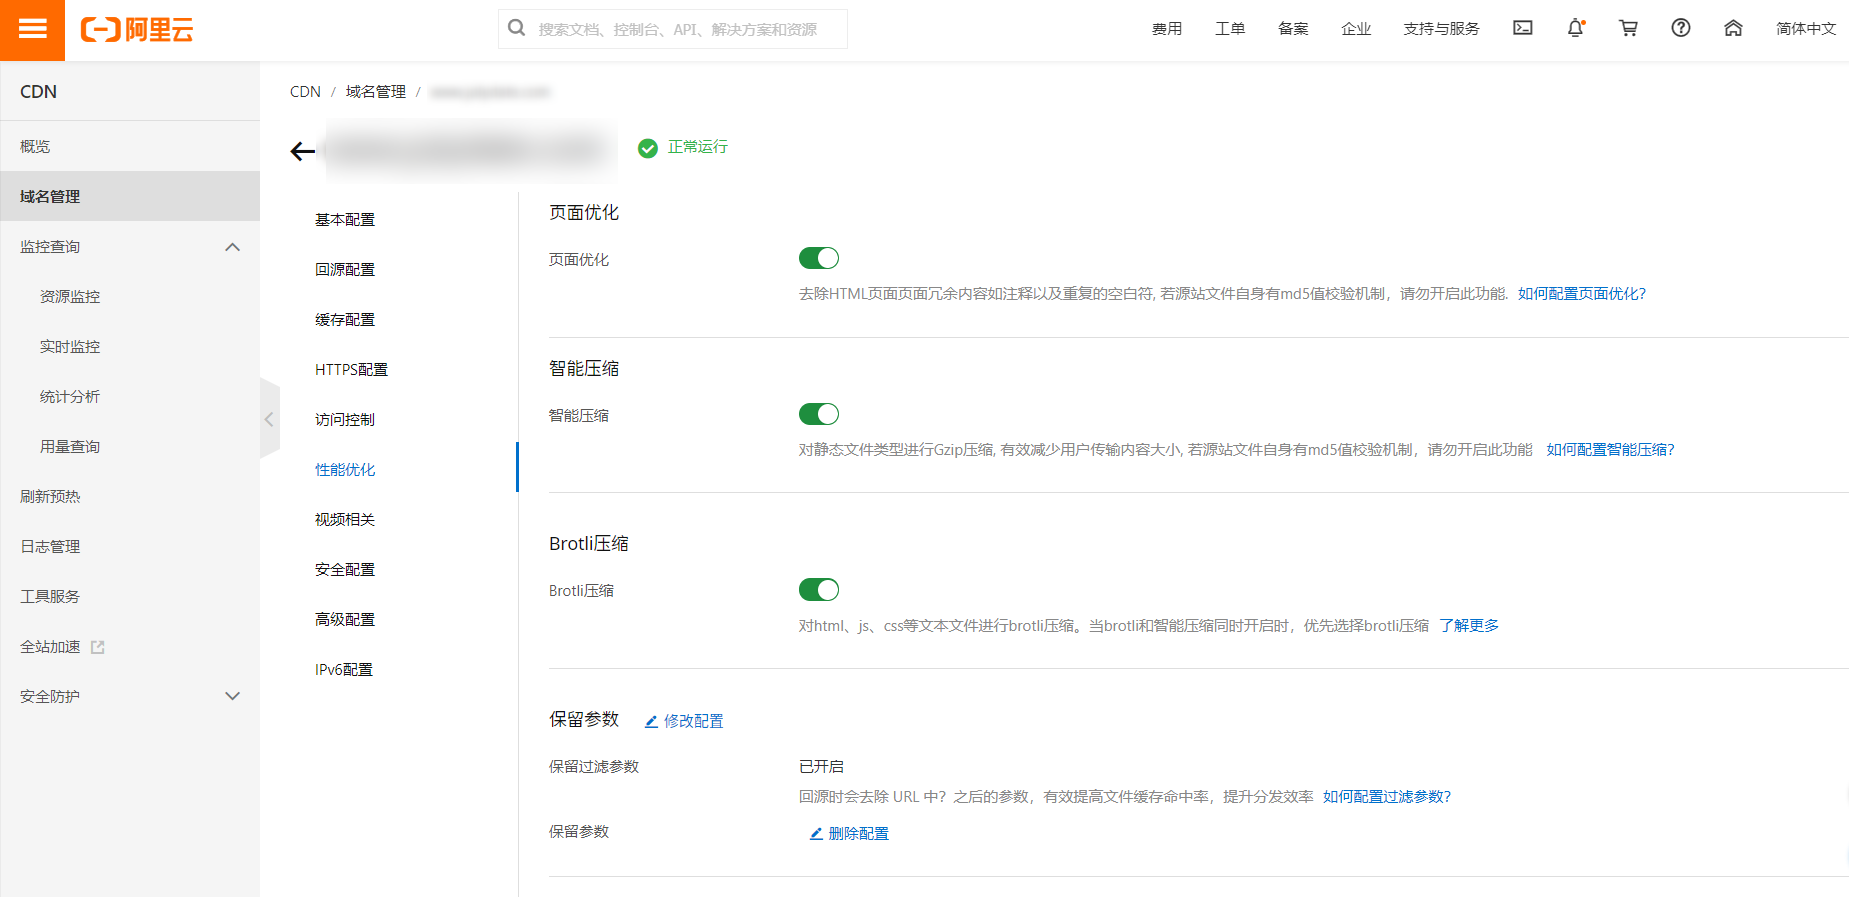 阿里云
搜索文档、控制台、API、解决方案和资源
费用 工单 备案 企业 支持与服务 简体中文
CDN
概览
域名管理
监控查询
资源监控
实时监控
统计分析
用量查询
刷新预热
日志管理
工具服务
全站加速
安全防护
CDN / 域名管理 /
正常运行
基本配置
回源配置
缓存配置
HTTPS配置
访问控制
性能优化
视频相关
安全配置
高级配置
IPv6配置
页面优化
页面优化
去除HTML页面页面冗余内容如注释以及重复的空白符, 若源站文件自身有md5值校验机制，请勿开启此功能. 如何配置页面优化?
智能压缩
智能压缩
对静态文件类型进行Gzip压缩, 有效减少用户传输内容大小, 若源站文件自身有md5值校验机制，请勿开启此功能 如何配置智能压缩?
Brotli压缩
Brotli压缩
对html、js、css等文本文件进行brotli压缩。当brotli和智能压缩同时开启时，优先选择brotli压缩 了解更多
保留参数 修改配置
保留过滤参数 已开启
回源时会去除 URL 中？之后的参数，有效提高文件缓存命中率，提升分发效率 如何配置过滤参数?
保留参数 删除配置